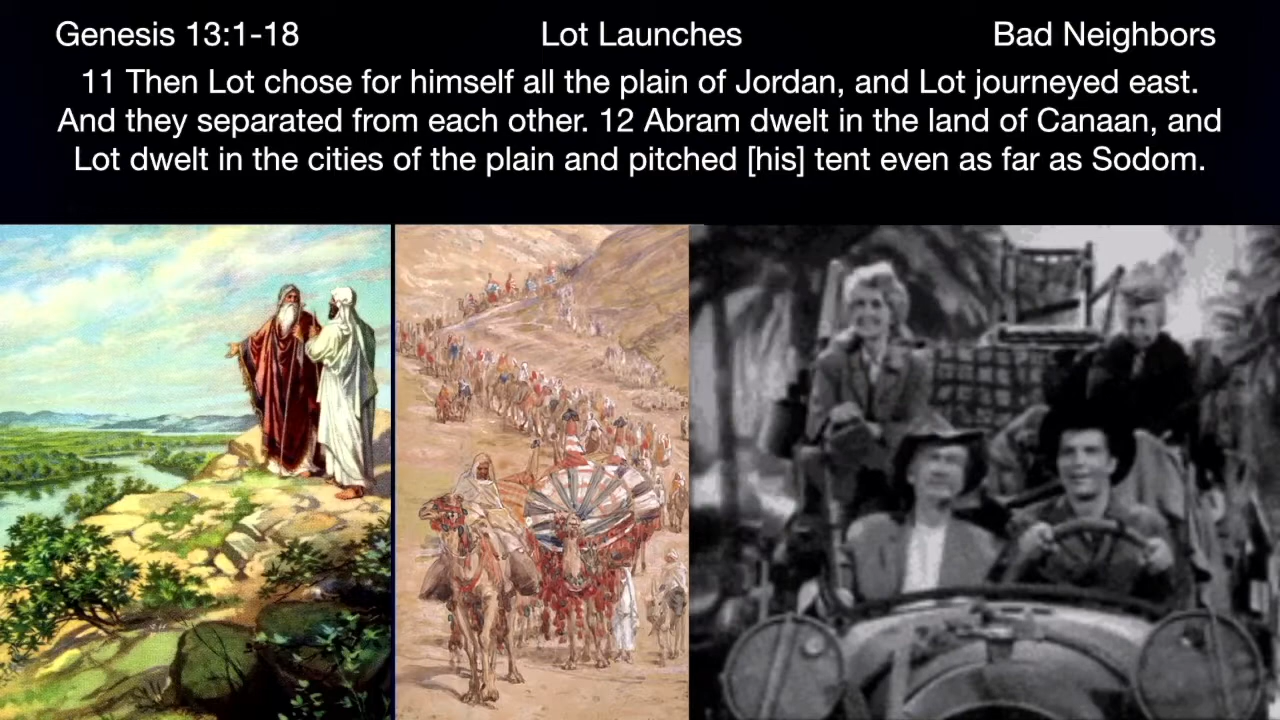 Genesis 13:1-18 Lot Launches Bad Neighbors
11 Then Lot chose for himself all the plain of Jordan, and Lot journeyed east.
And they separated from each other. 12 Abram dwelt in the land of Canaan, and
Lot dwelt in the cities of the plain and pitched [his] tent even as far as Sodom.